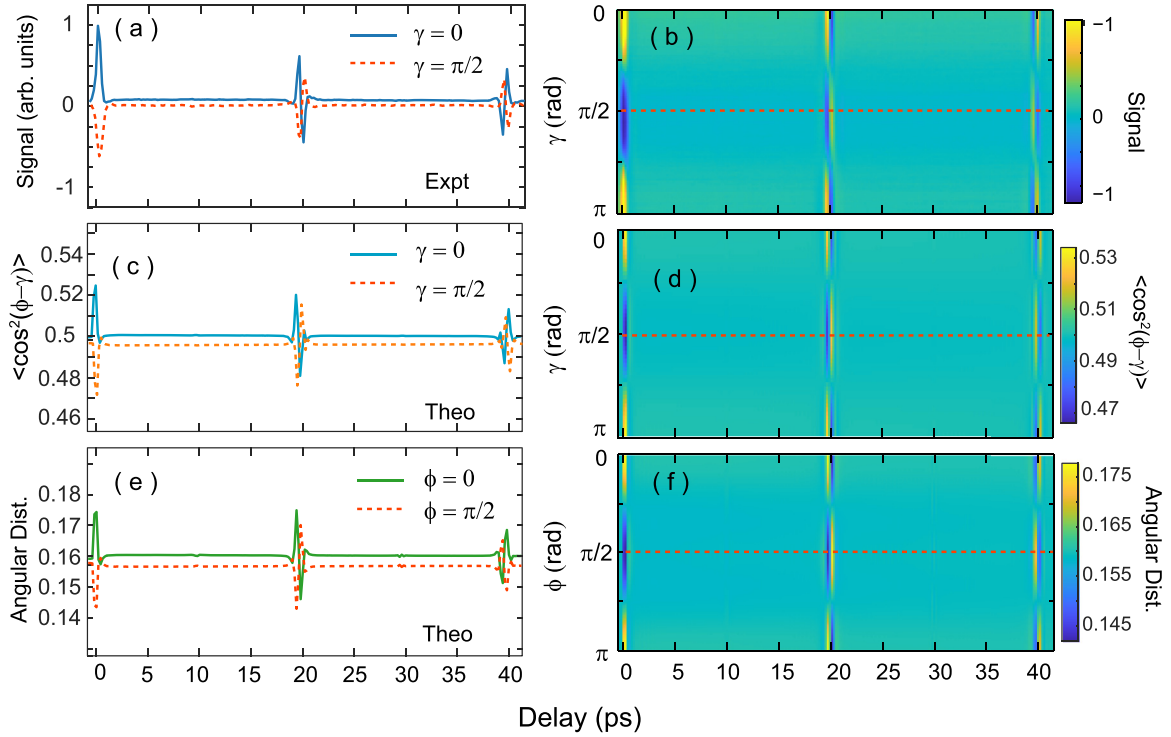 ( a )
γ = 0
γ = π/2
Expt
Signal (arb. units)
1
0
-1
( b )
0
π/2
π
γ (rad)
−1
0
−1
Signal
( c )
γ = 0
γ = π/2
Theo
<cos²(ϕ−γ)>
0.54
0.52
0.5
0.48
0.46
( d )
0
π/2
π
γ (rad)
0.53
0.51
0.49
0.47
<cos²(ϕ−γ)>
( e )
ϕ = 0
ϕ = π/2
Theo
Angular Dist.
0.18
0.17
0.16
0.15
0.14
0 5 10 15 20 25 30 35 40
( f )
0
π/2
π
ϕ (rad)
0.175
0.165
0.155
0.145
Angular Dist.
0 5 10 15 20 25 30 35 40
Delay (ps)